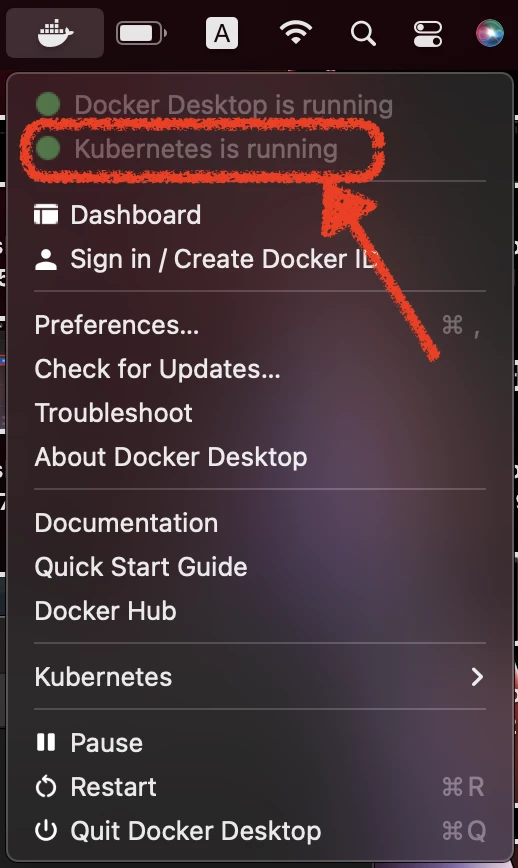 A
Docker Desktop is running
Kubernetes is running
Dashboard
Sign in / Create Docker ID
Preferences... ⌘ ,
Check for Updates...
Troubleshoot
About Docker Desktop
Documentation
Quick Start Guide
Docker Hub
Kubernetes
Pause
Restart ⌘R
Quit Docker Desktop ⌘Q